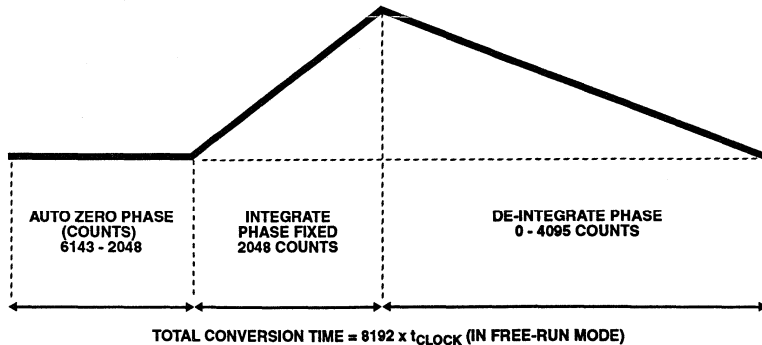 AUTO ZERO PHASE
(COUNTS)
6143 - 2048
INTEGRATE
PHASE FIXED
2048 COUNTS
DE-INTEGRATE PHASE
0 - 4095 COUNTS
TOTAL CONVERSION TIME = 8192 x tCLOCK (IN FREE-RUN MODE)